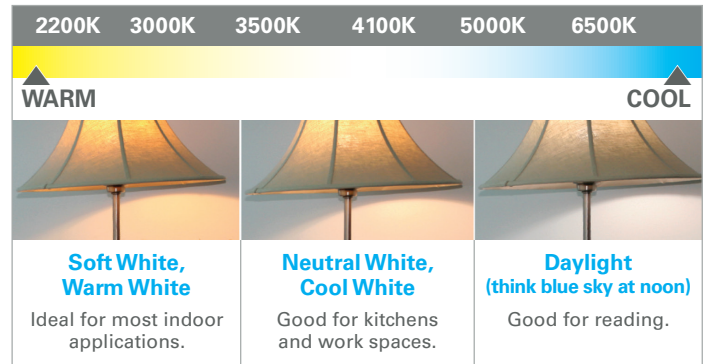 2200K 3000K 3500K 4100K 5000K 6500K
WARM COOL
Soft White,
Warm White
Ideal for most indoor
applications.
Neutral White,
Cool White
Good for kitchens
and work spaces.
Daylight
(think blue sky at noon)
Good for reading.